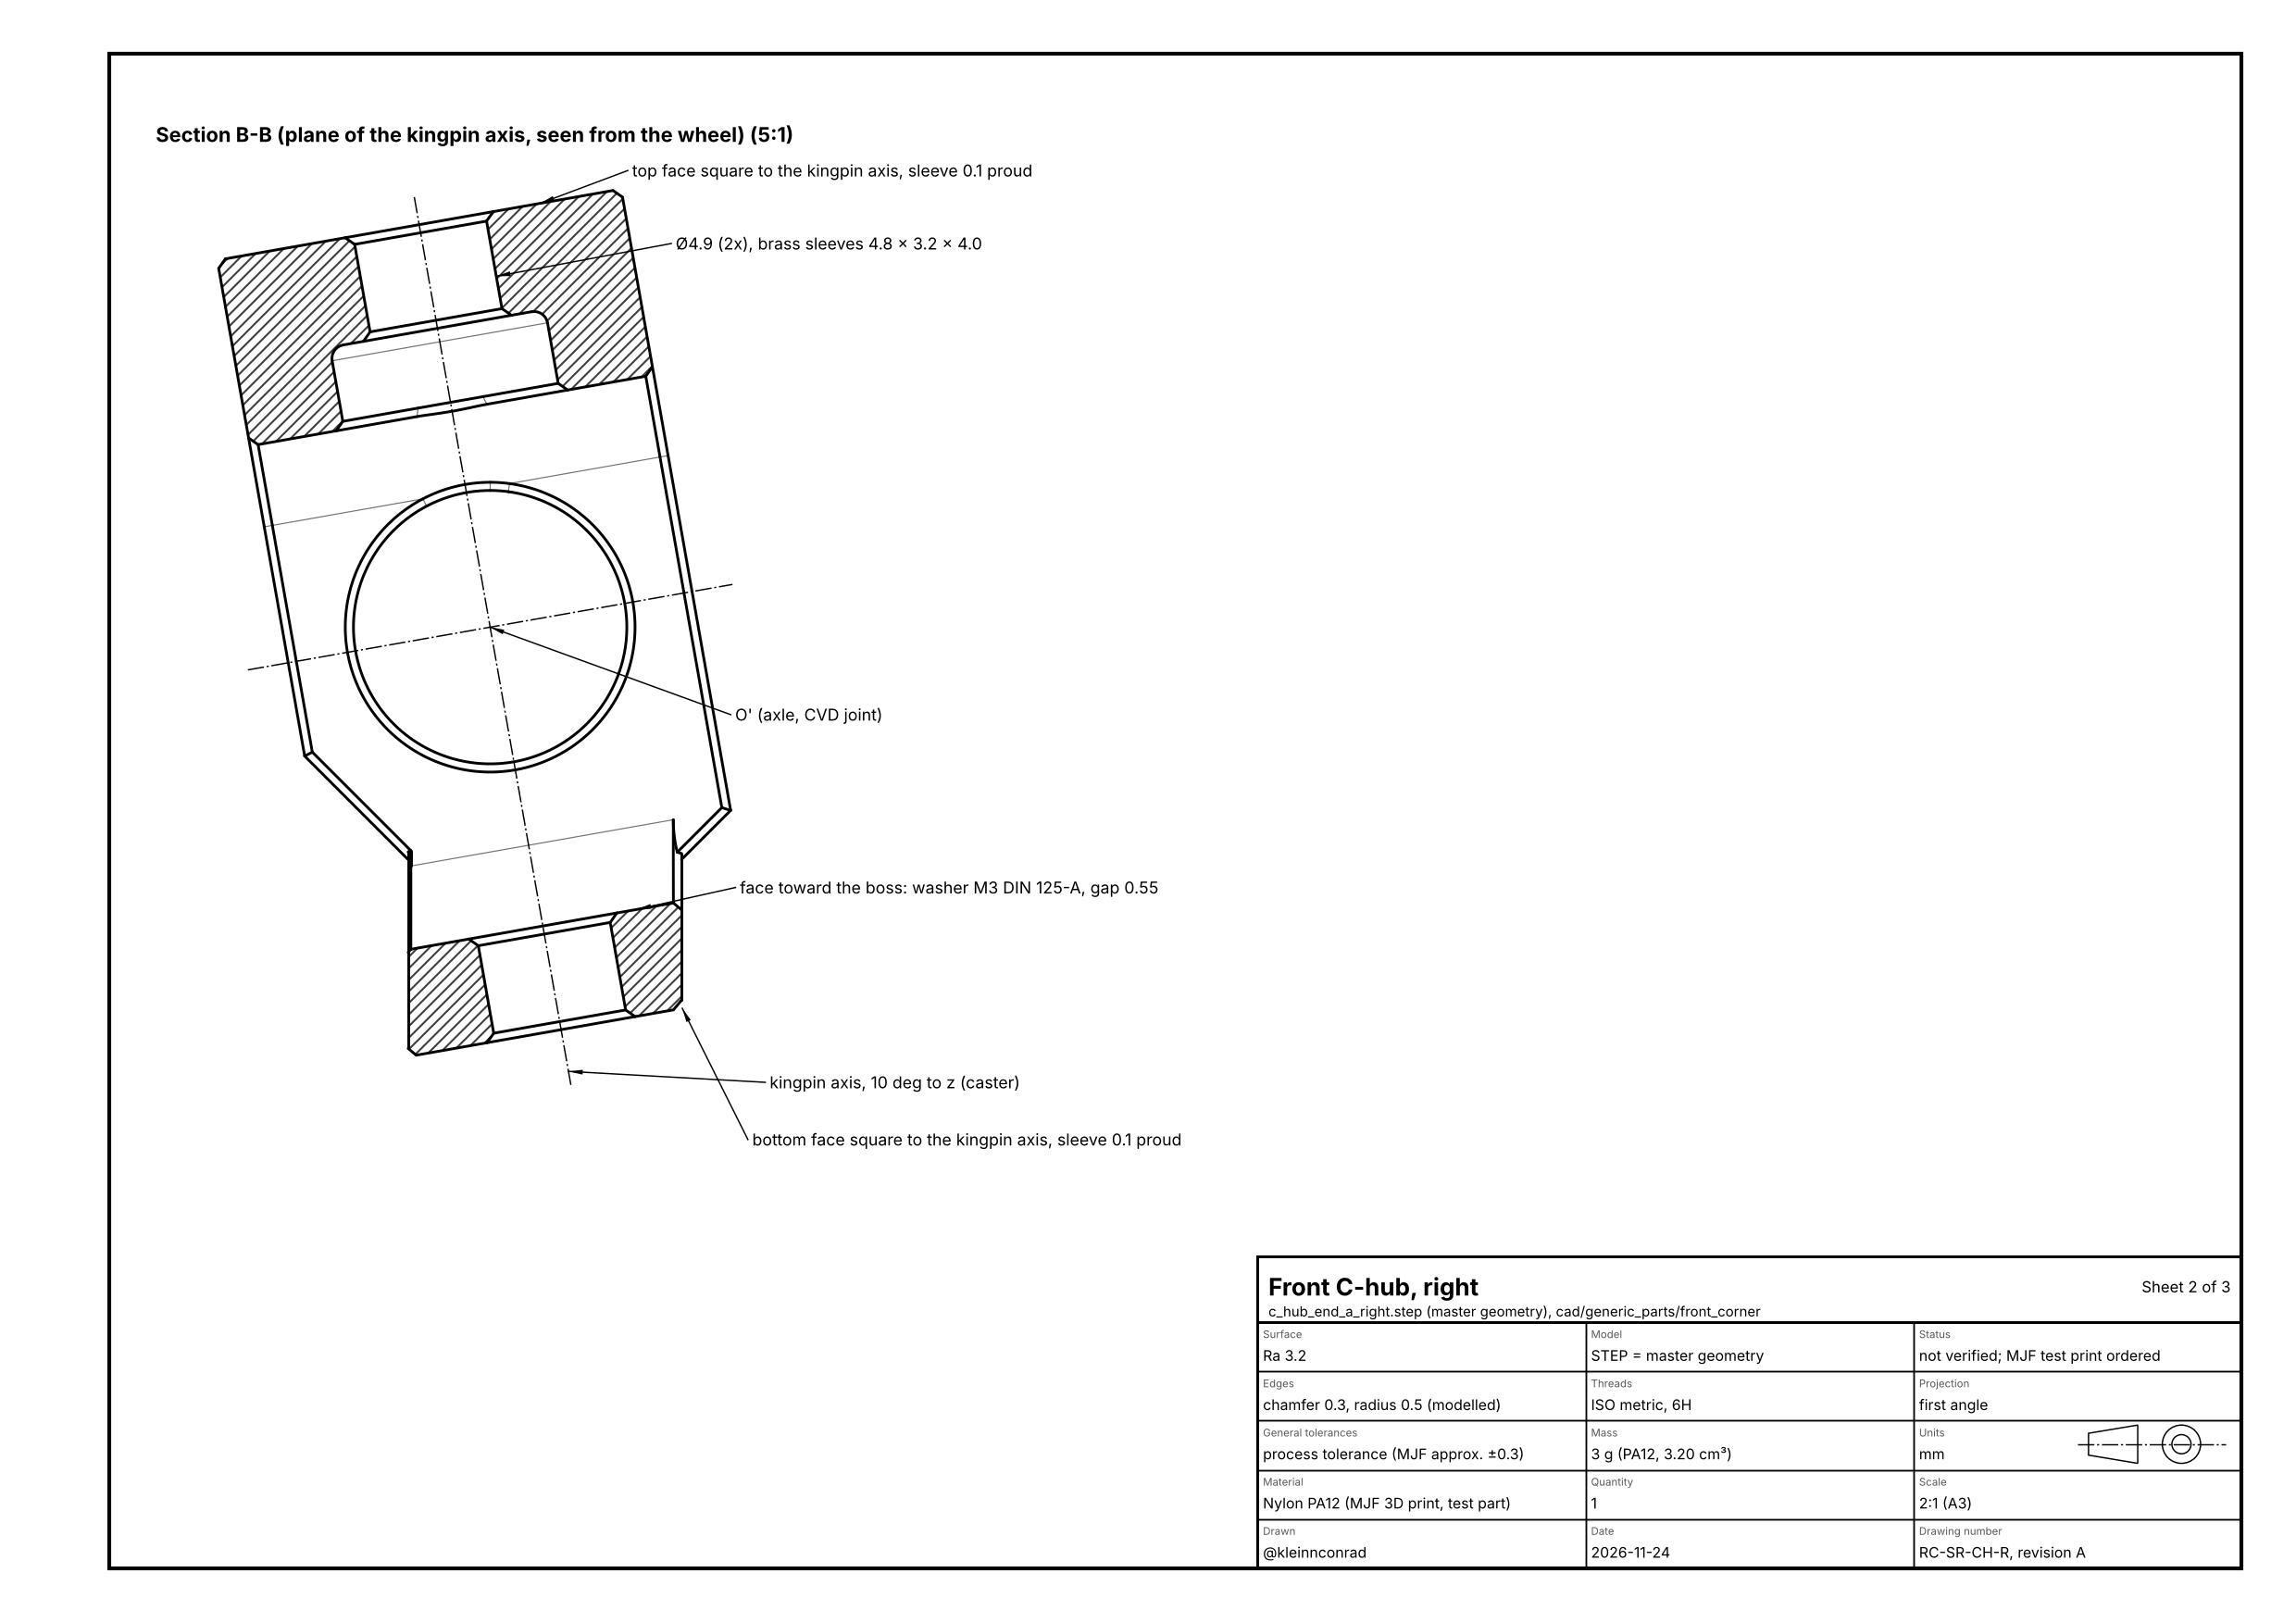 Section B-B (plane of the kingpin axis, seen from the wheel) (5:1)
top face square to the kingpin axis, sleeve 0.1 proud
Ø4.9 (2x), brass sleeves 4.8 × 3.2 × 4.0
O' (axle, CVD joint)
face toward the boss: washer M3 DIN 125-A, gap 0.55
kingpin axis, 10 deg to z (caster)
bottom face square to the kingpin axis, sleeve 0.1 proud
Front C-hub, right
Sheet 2 of 3
c_hub_end_a_right.step (master geometry), cad/generic_parts/front_corner
Surface
Ra 3.2
Model
STEP = master geometry
Status
not verified; MJF test print ordered
Edges
chamfer 0.3, radius 0.5 (modelled)
Threads
ISO metric, 6H
Projection
first angle
General tolerances
process tolerance (MJF approx. ±0.3)
Mass
3 g (PA12, 3.20 cm³)
Units
mm
Material
Nylon PA12 (MJF 3D print, test part)
Quantity
1
Scale
2:1 (A3)
Drawn
@kleinnconrad
Date
2026-11-24
Drawing number
RC-SR-CH-R, revision A